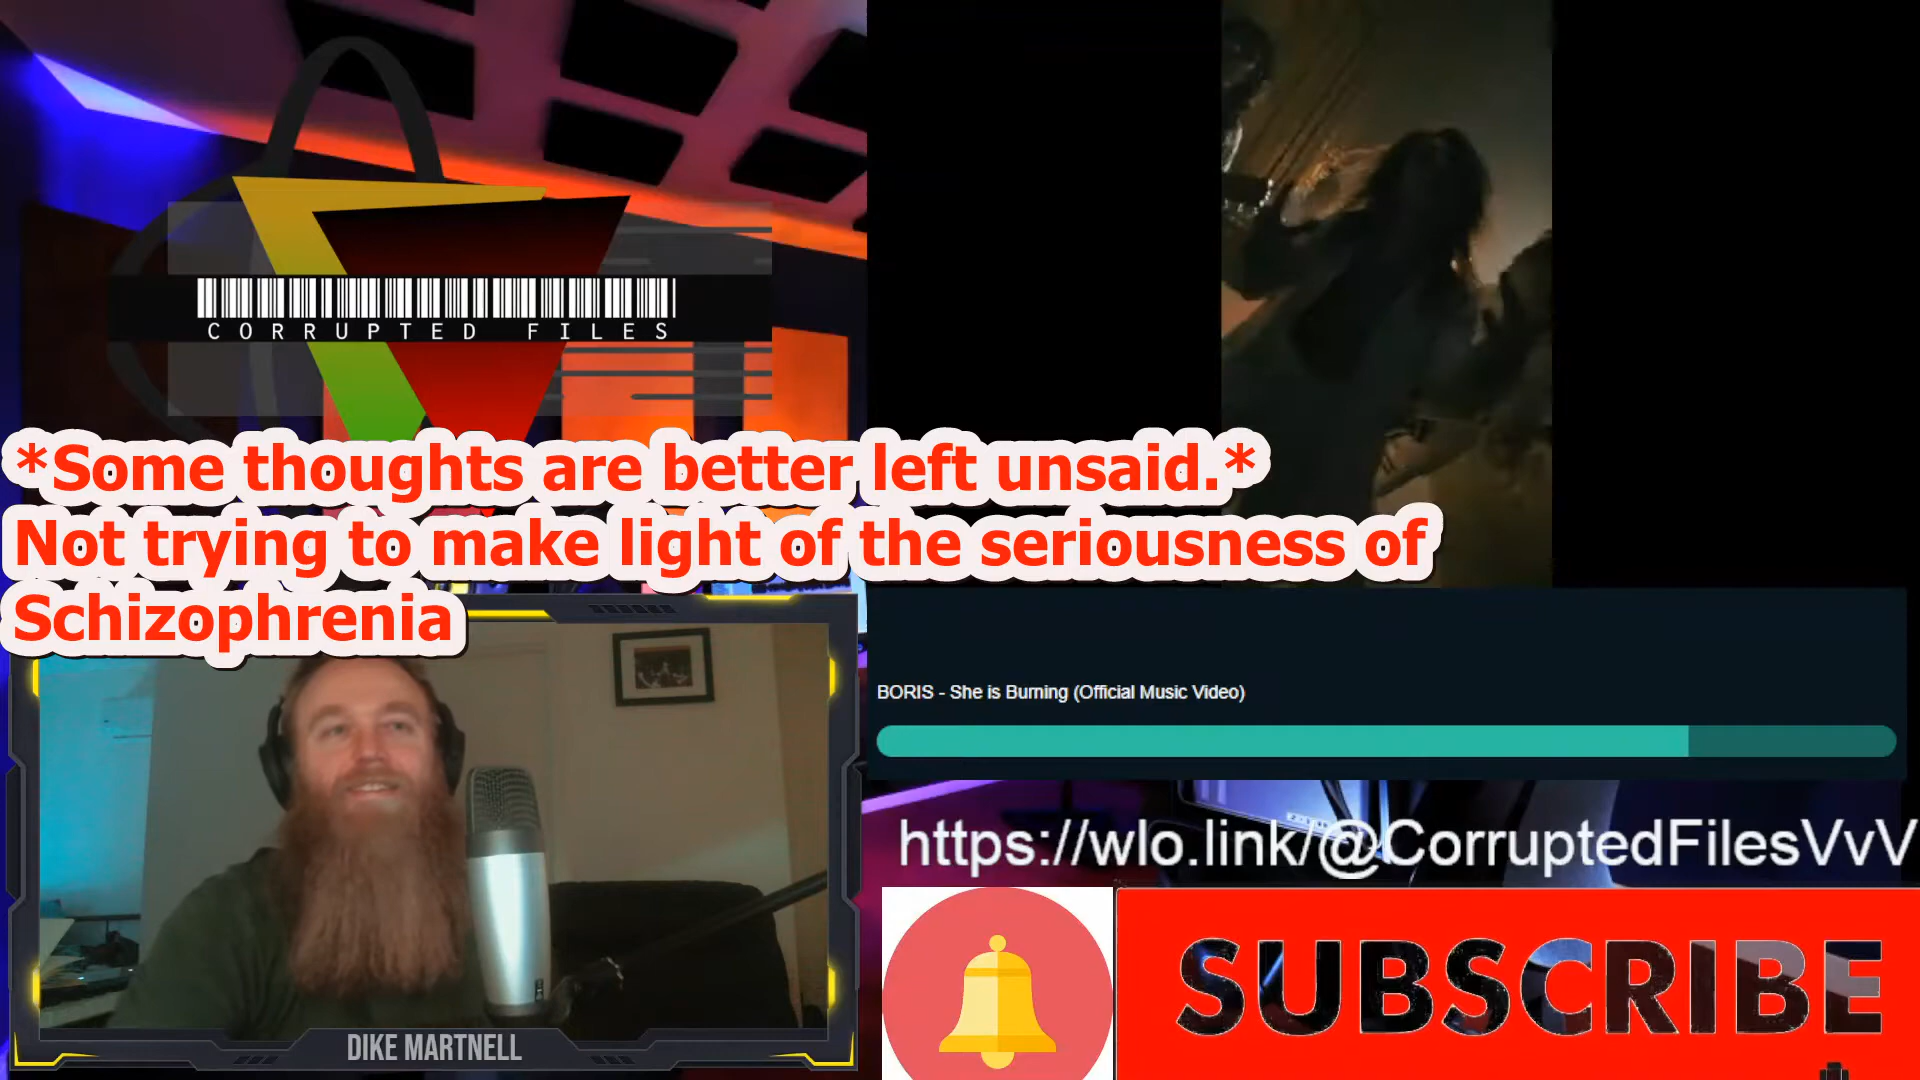 CORRUPTED FILES
*Some thoughts are better left unsaid.*
Not trying to make light of the seriousness of
Schizophrenia
BORIS - She is Burning (Official Music Video)
https://wlo.link/@CorruptedFilesVvV
SUBSCRIBE
DIKE MARTNELL